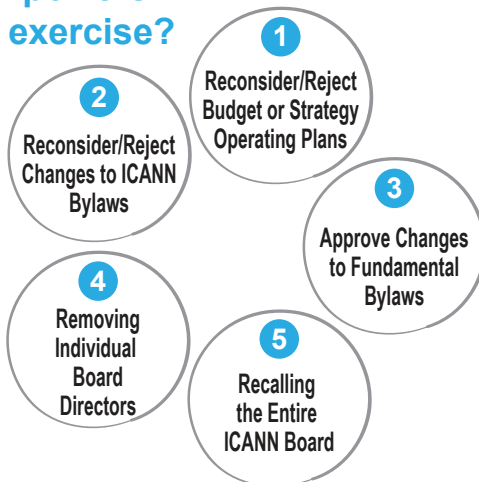 exercise?
1
Reconsider/Reject
Budget or Strategy
Operating Plans
2
Reconsider/Reject
Changes to ICANN
Bylaws
3
Approve Changes
to Fundamental
Bylaws
4
Removing
Individual
Board
Directors
5
Recalling
the Entire
ICANN Board